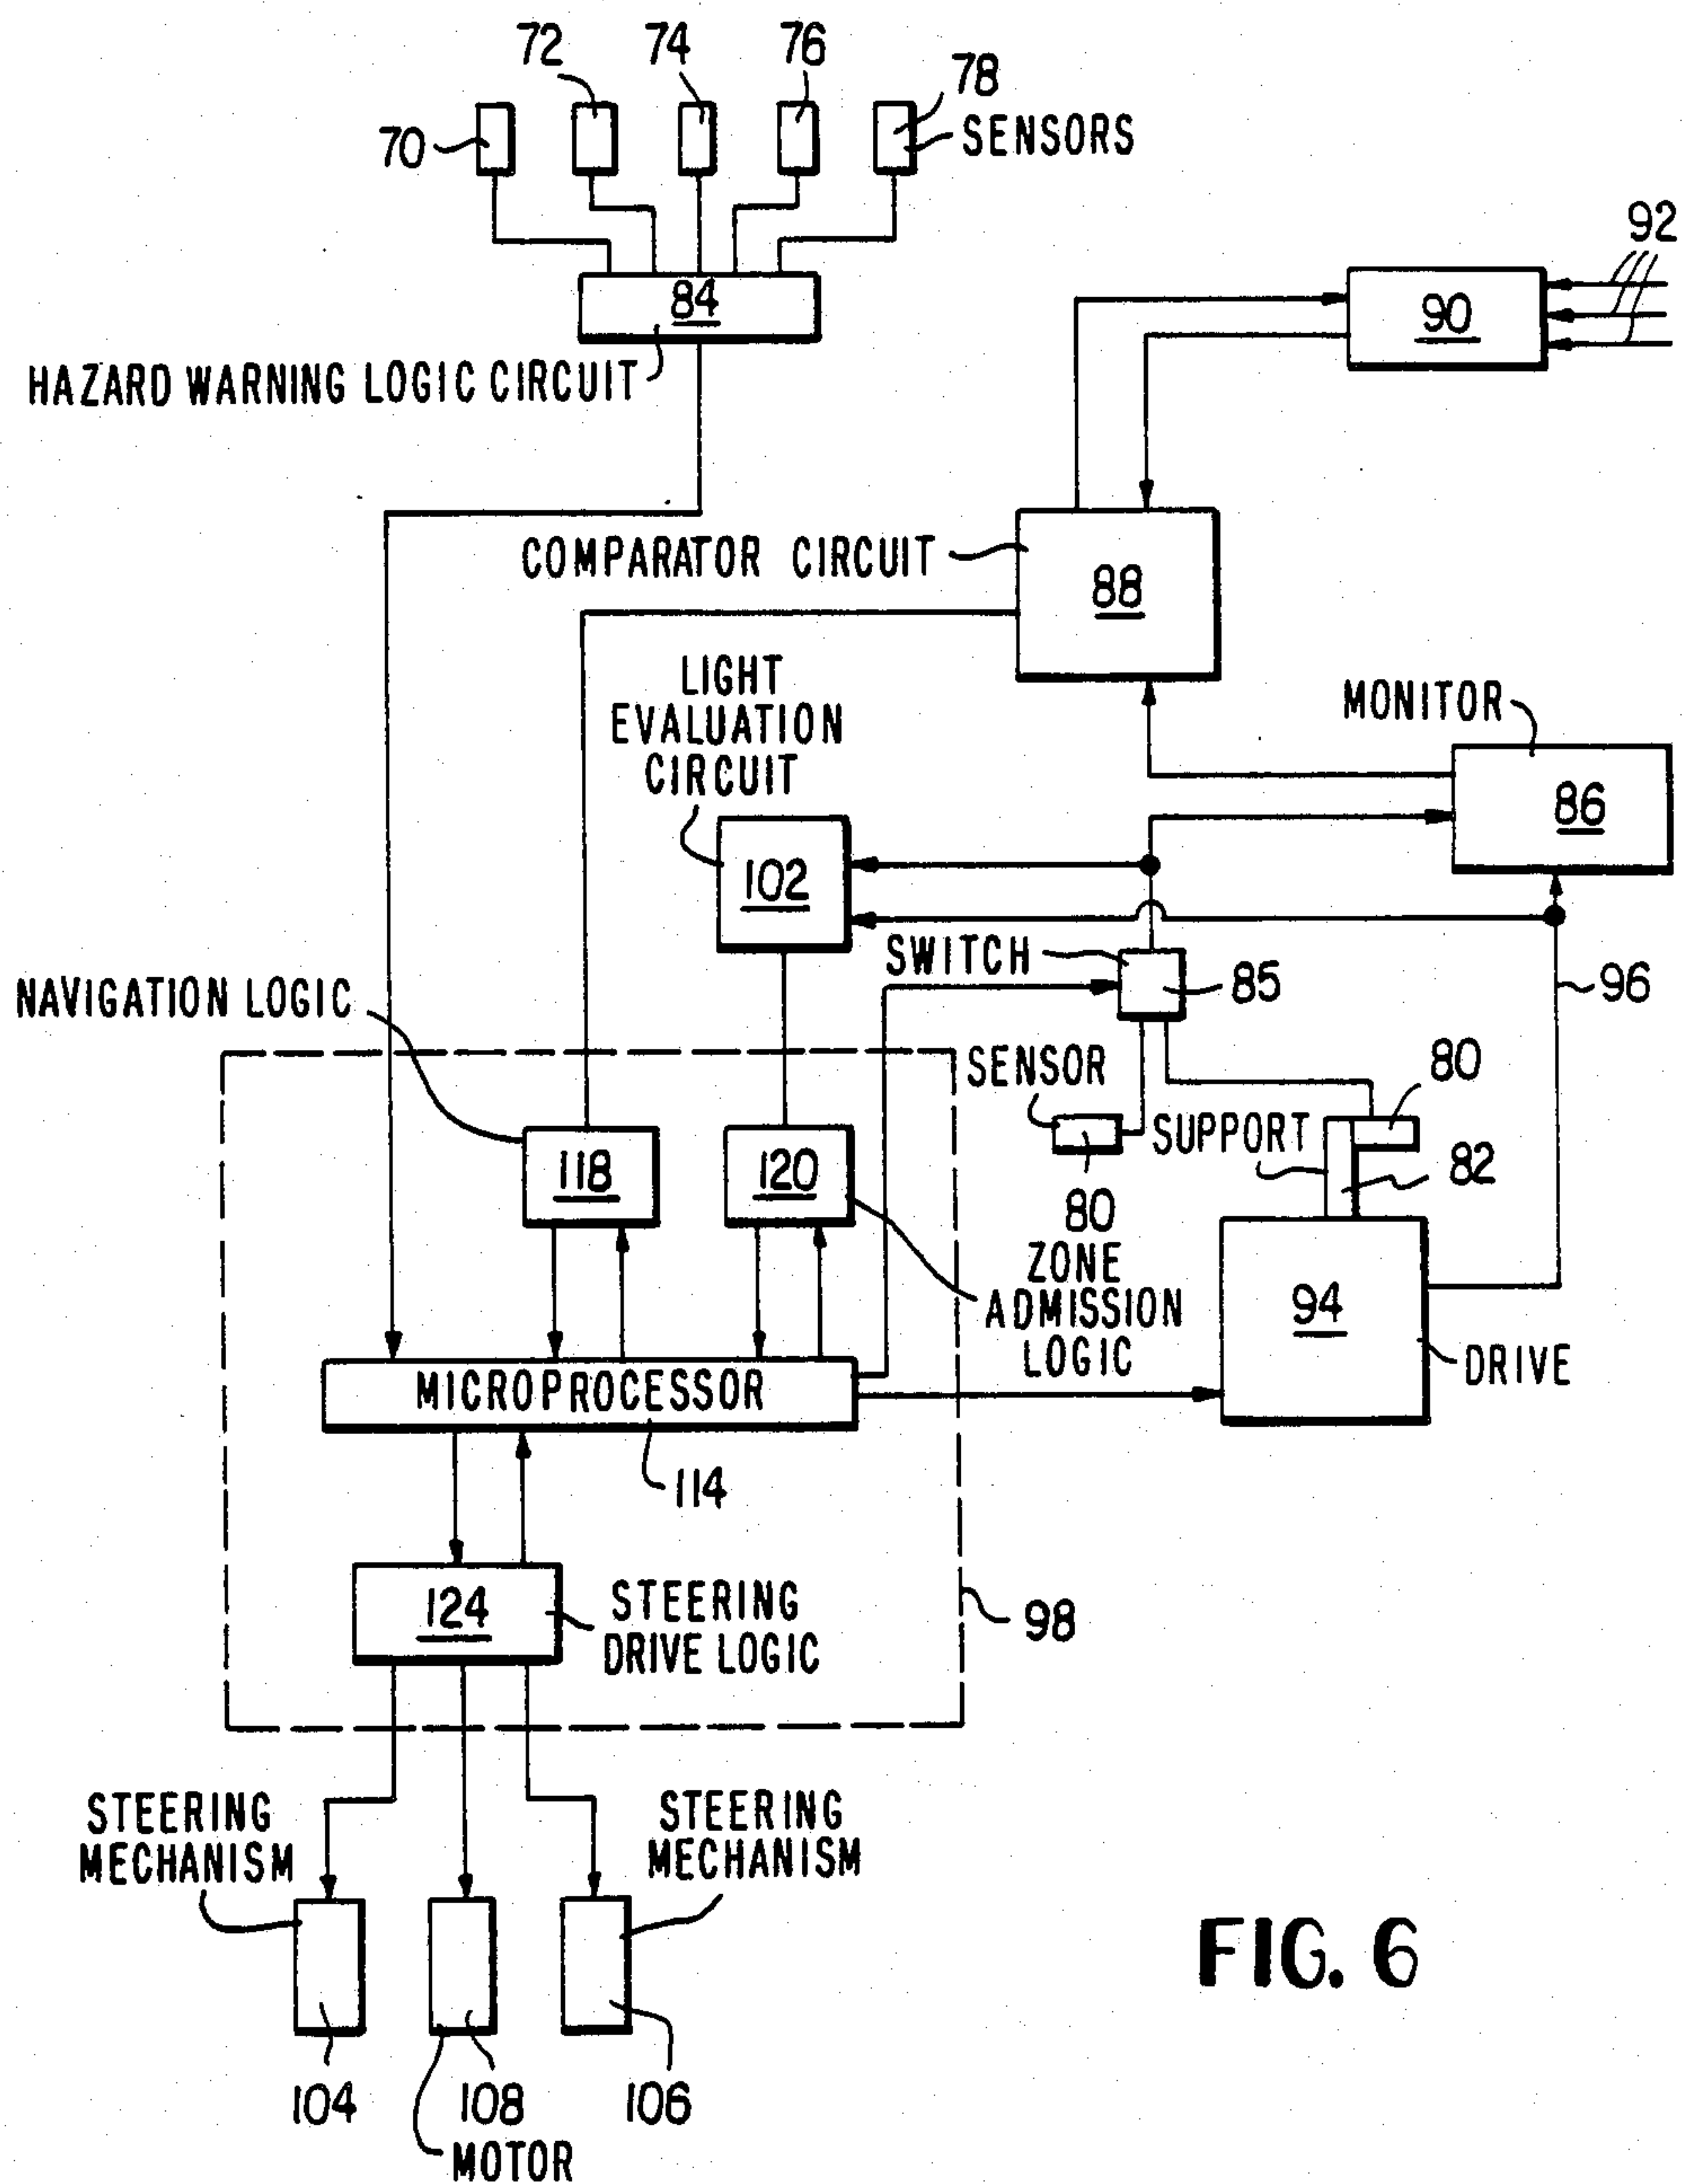 72
74
76
78
70
SENSORS
92
84
90
HAZARD WARNING LOGIC CIRCUIT
COMPARATOR CIRCUIT
88
LIGHT
EVALUATION
CIRCUIT
MONITOR
86
102
SWITCH
85
96
NAVIGATION LOGIC
SENSOR
80
SUPPORT
82
118
120
80
ZONE
ADMISSION
LOGIC
94
DRIVE
MICROPROCESSOR
114
124
STEERING
DRIVE LOGIC
98
STEERING
MECHANISM
STEERING
MECHANISM
FIG. 6
104
108
106
MOTOR